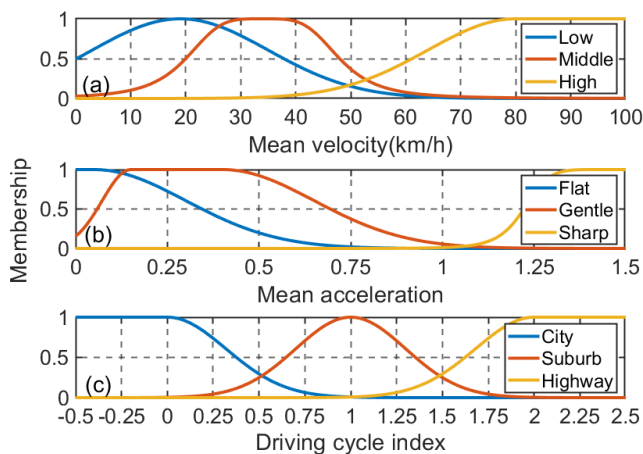 1
0.5
0
(a)
Low
Middle
High
0 10 20 30 40 50 60 70 80 90 100
Mean velocity(km/h)
Membership
1
0.5
0
(b)
Flat
Gentle
Sharp
0 0.25 0.5 0.75 1 1.25 1.5
Mean acceleration
1
0.5
0
(c)
City
Suburb
Highway
-0.5 -0.25 0 0.25 0.5 0.75 1 1.25 1.5 1.75 2 2.25 2.5
Driving cycle index